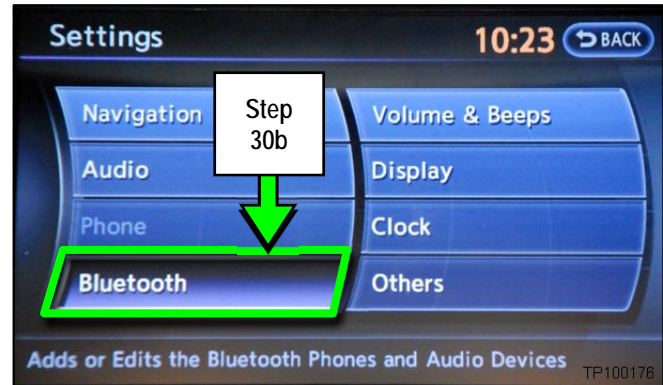 Settings
10:23
BACK
Step
30b
Navigation
Volume & Beeps
Audio
Display
Phone
Clock
Bluetooth
Others
Adds or Edits the Bluetooth Phones and Audio Devices
TP100176